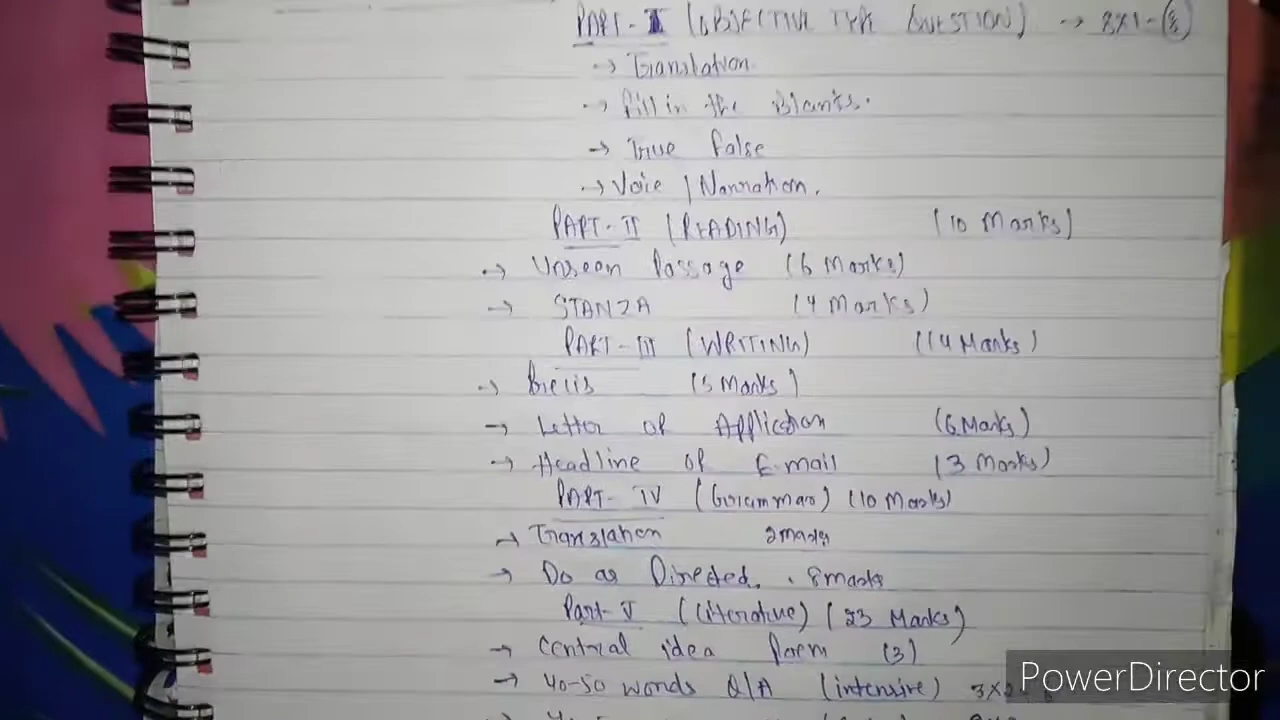 PART-I (OBJECTIVE TYPE QUESTION) → 8×1-(8)
→ Translation
→ Fill in the Blanks.
→ True False
→ Voice / Narration.
PART-II (READING) (10 Marks)
→ Unseen Passage (6 Marks)
→ STANZA (4 Marks)
PART-III (WRITING) (14 Marks)
→ (5 Marks)
→ Letter of Application (6 Marks)
→ Headline of E-mail (3 Marks)
PART-IV (Grammar) (10 Marks)
→ Translation 2 marks
→ Do as Directed. 8 marks
Part-V (Literature) (23 Marks)
→ Central idea Poem (3)
→ 40-50 words Q/A (intensive)
PowerDirector